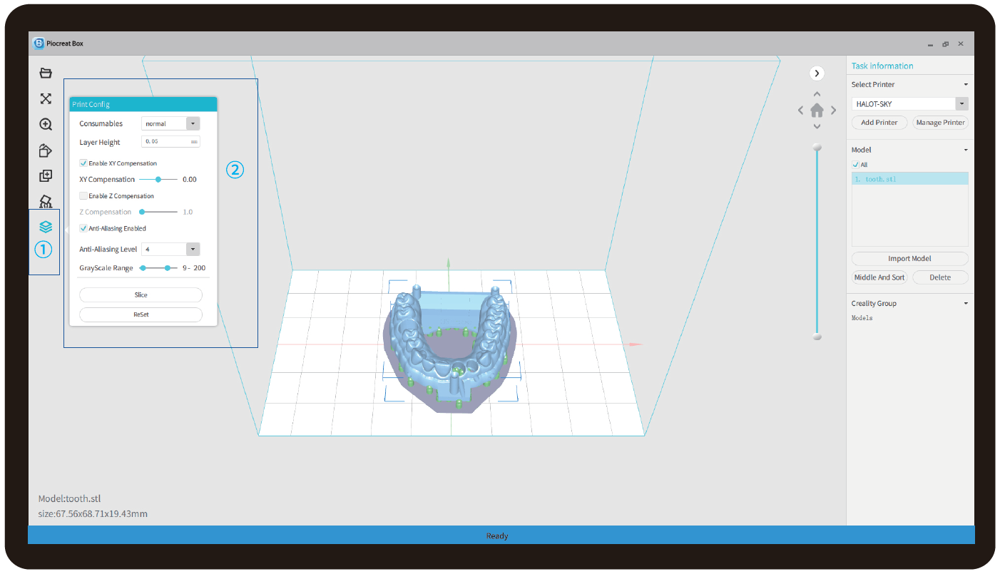 Piocreat Box
Print Config
Consumables normal
Layer Height 0.05
Enable XY Compensation
XY Compensation 0.00
Enable Z Compensation
Z Compensation 1.0
Anti-Aliasing Enabled
Anti-Aliasing Level 4
GrayScale Range 9 - 200
Slice
ReSet
①
②
Task information
Select Printer
HALOT-SKY
Add Printer Manage Printer
Model
All
1. tooth.stl
Import Model
Middle And Sort Delete
Creality Group
Models
Model:tooth.stl
size:67.56x68.71x19.43mm
Ready